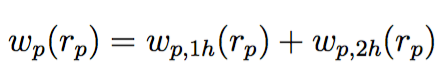 w_p(r_p) = w_{p,1h}(r_p) + w_{p,2h}(r_p)